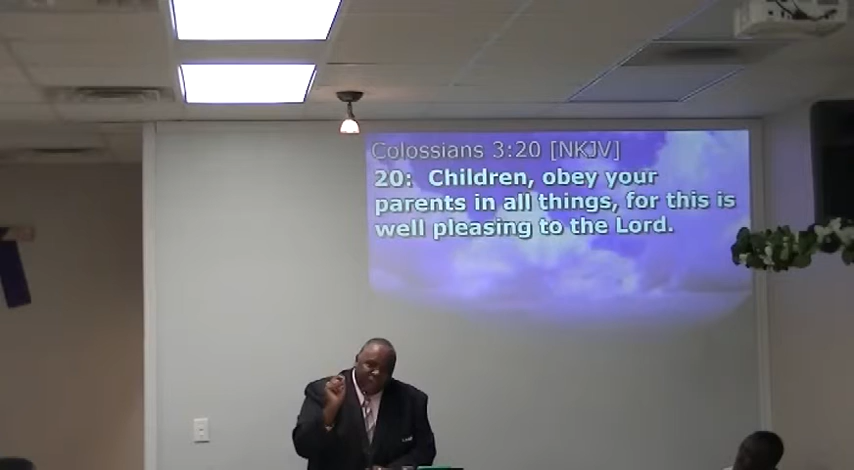 Colossians 3:20 [NKJV]
20: Children, obey your
parents in all things, for this is
well pleasing to the Lord.